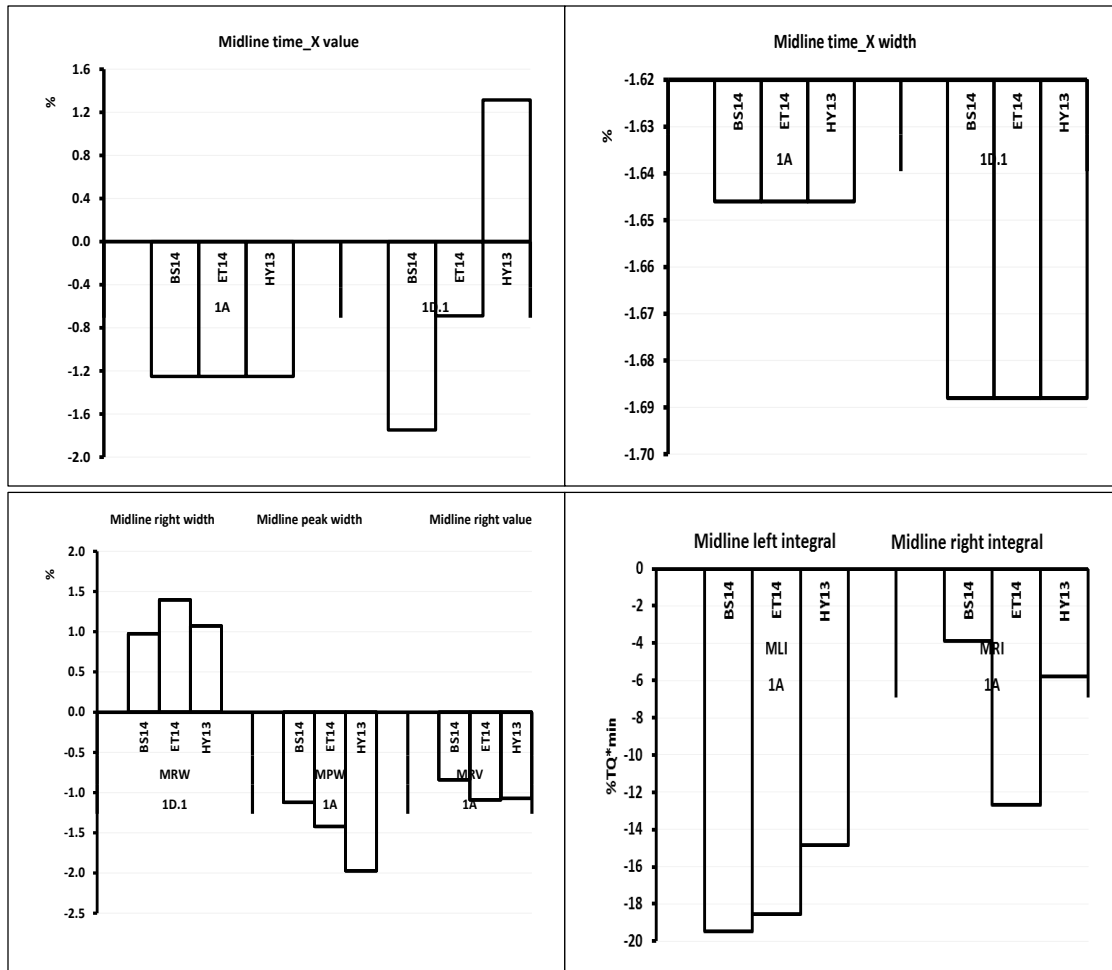 Midline time_X value
%
1.6
1.2
0.8
0.4
0.0
-0.4
-0.8
-1.2
-1.6
-2.0
BS14
ET14
HY13
BS14
ET14
HY13
1A
1D.1
Midline time_X width
%
-1.62
-1.63
-1.64
-1.65
-1.66
-1.67
-1.68
-1.69
-1.70
BS14
ET14
HY13
BS14
ET14
HY13
1A
1D.1
Midline right width
Midline peak width
Midline right value
%
2.0
1.5
1.0
0.5
0.0
-0.5
-1.0
-1.5
-2.0
-2.5
BS14
ET14
HY13
BS14
ET14
HY13
BS14
ET14
HY13
MRW
MPW
MRV
1D.1
1A
1A
Midline left integral
Midline right integral
%TQ*min
0
-2
-4
-6
-8
-10
-12
-14
-16
-18
-20
BS14
ET14
HY13
BS14
ET14
HY13
MLI
MRI
1A
1A